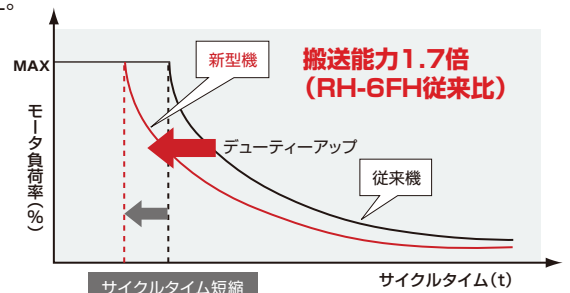 MAX
新型機
搬送能力1.7倍
(RH-6FH従来比)
モータ負荷率(%)
デューティーアップ
従来機
サイクルタイム短縮
サイクルタイム(t)